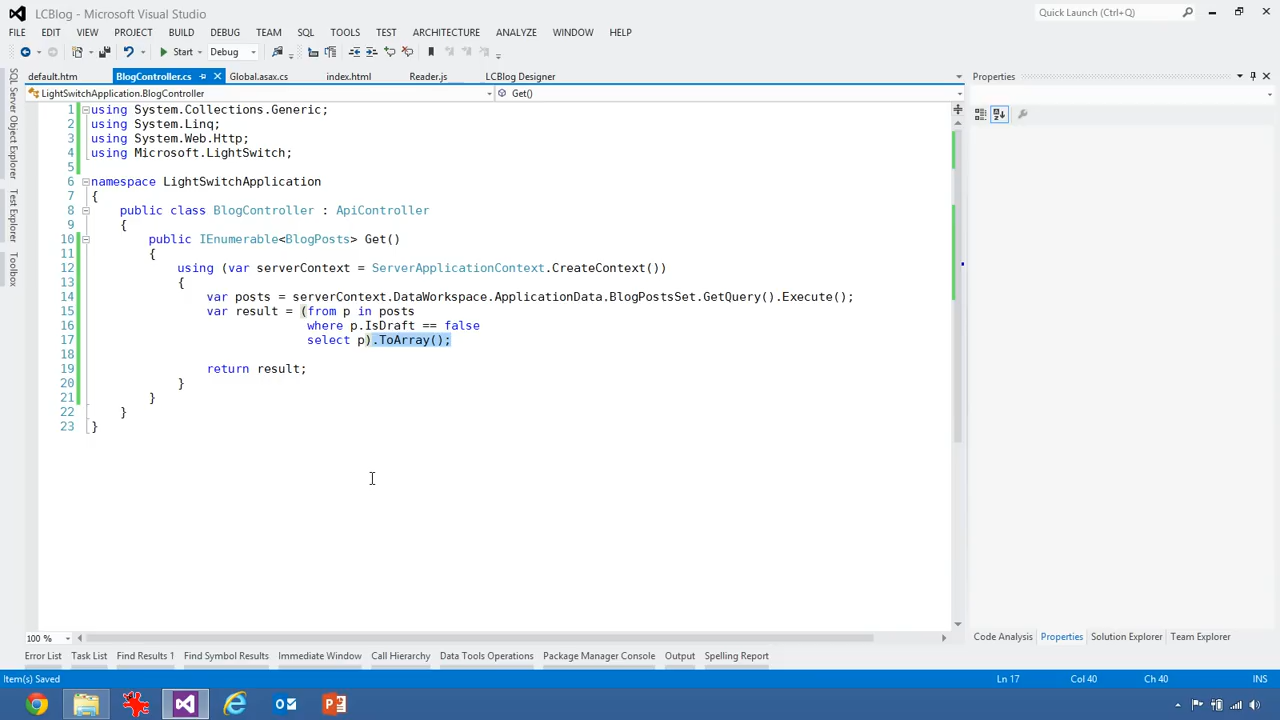 LCBlog - Microsoft Visual Studio
Quick Launch (Ctrl+Q)
FILE EDIT VIEW PROJECT BUILD DEBUG TEAM SQL TOOLS TEST ARCHITECTURE ANALYZE WINDOW HELP
Start Debug
default.htm BlogController.cs Global.asax.cs index.html Reader.js LCBlog Designer
Properties
LightSwitchApplication.BlogController Get()
SQL Server Object Explorer
Test Explorer
Toolbox
1 using System.Collections.Generic;
2 using System.Linq;
3 using System.Web.Http;
4 using Microsoft.LightSwitch;
5
6 namespace LightSwitchApplication
7 {
8 public class BlogController : ApiController
9 {
10 public IEnumerable<BlogPosts> Get()
11 {
12 using (var serverContext = ServerApplicationContext.CreateContext())
13 {
14 var posts = serverContext.DataWorkspace.ApplicationData.BlogPostsSet.GetQuery().Execute();
15 var result = (from p in posts
16 where p.IsDraft == false
17 select p).ToArray();
18
19 return result;
20 }
21 }
22 }
23 }
100 %
Code Analysis Properties Solution Explorer Team Explorer
Error List Task List Find Results 1 Find Symbol Results Immediate Window Call Hierarchy Data Tools Operations Package Manager Console Output Spelling Report
Item(s) Saved Ln 17 Col 40 Ch 40 INS